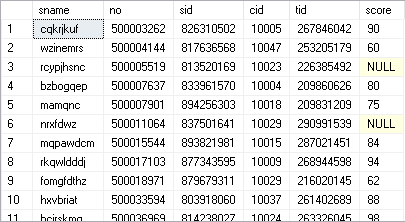 sname no sid cid tid score
1 cqkrjkuf 500003262 826310502 10005 267846042 90
2 wzinemrs 500004144 817636568 10047 253205179 60
3 rcypjhsnc 500005519 813520169 10023 226385492 NULL
4 bzbogqep 500007637 833961570 10004 209860626 80
5 mamqnc 500007901 894256303 10018 209831209 75
6 nrxfdwz 500011064 837501641 10029 290991539 NULL
7 mqpawdcm 500015544 893821981 10015 287021451 84
8 rkqwldddj 500017103 877343595 10009 268944598 94
9 fomgfdthz 500018971 879679311 10029 216020145 62
10 hxvbriat 500033594 803918060 10037 261402689 88
11 bcjrskmg 500036969 814238027 10024 263326045 98